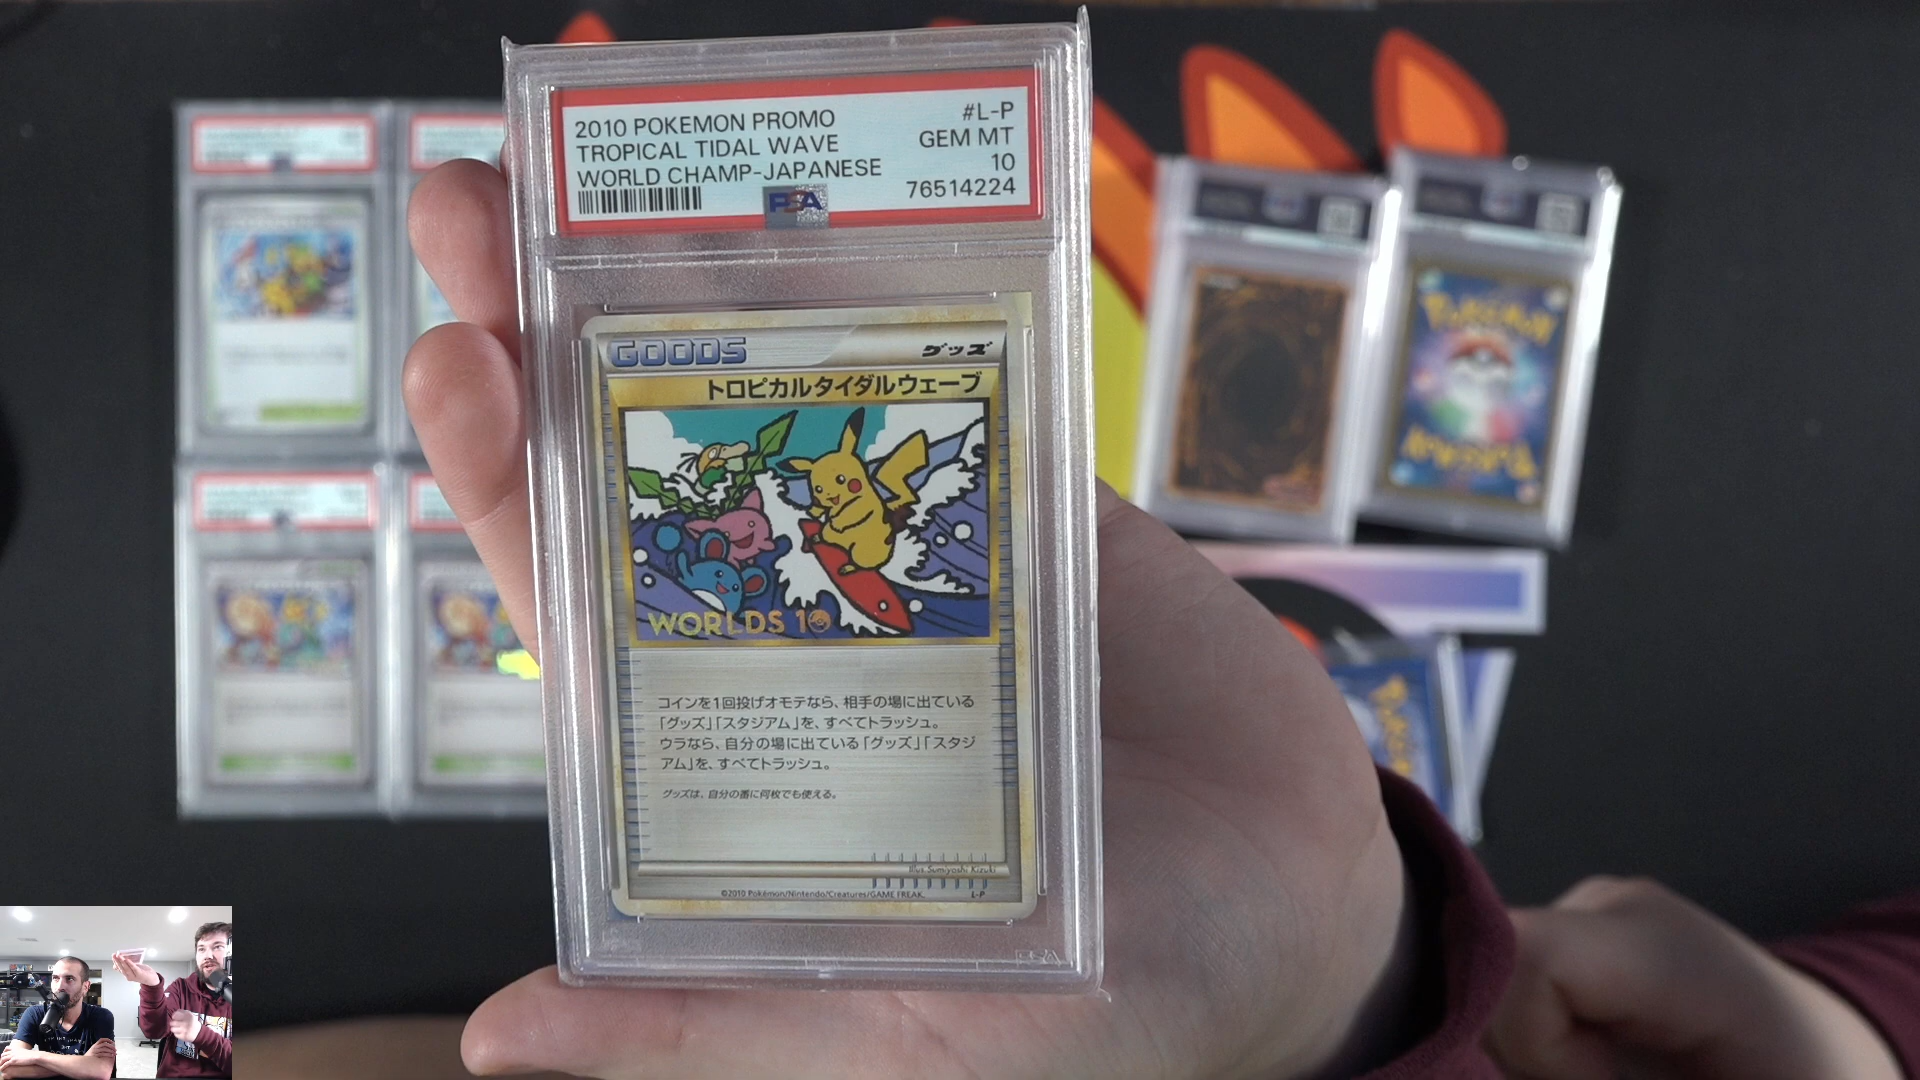 2010 POKEMON PROMO #L-P
TROPICAL TIDAL WAVE GEM MT
WORLD CHAMP-JAPANESE 10
PSA 76514224
GOODS グッズ
トロピカルタイダルウェーブ
WORLDS 10
コインを1回投げオモテなら、相手の場に出ている
「グッズ」「スタジアム」を、すべてトラッシュ。
ウラなら、自分の場に出ている「グッズ」「スタジ
アム」を、すべてトラッシュ。
グッズは、自分の番に何枚でも使える。
Illus. Sumiyoshi Kizuki
©2010 Pokémon/Nintendo/Creatures/GAME FREAK. L-P
PSA
POKÉMON